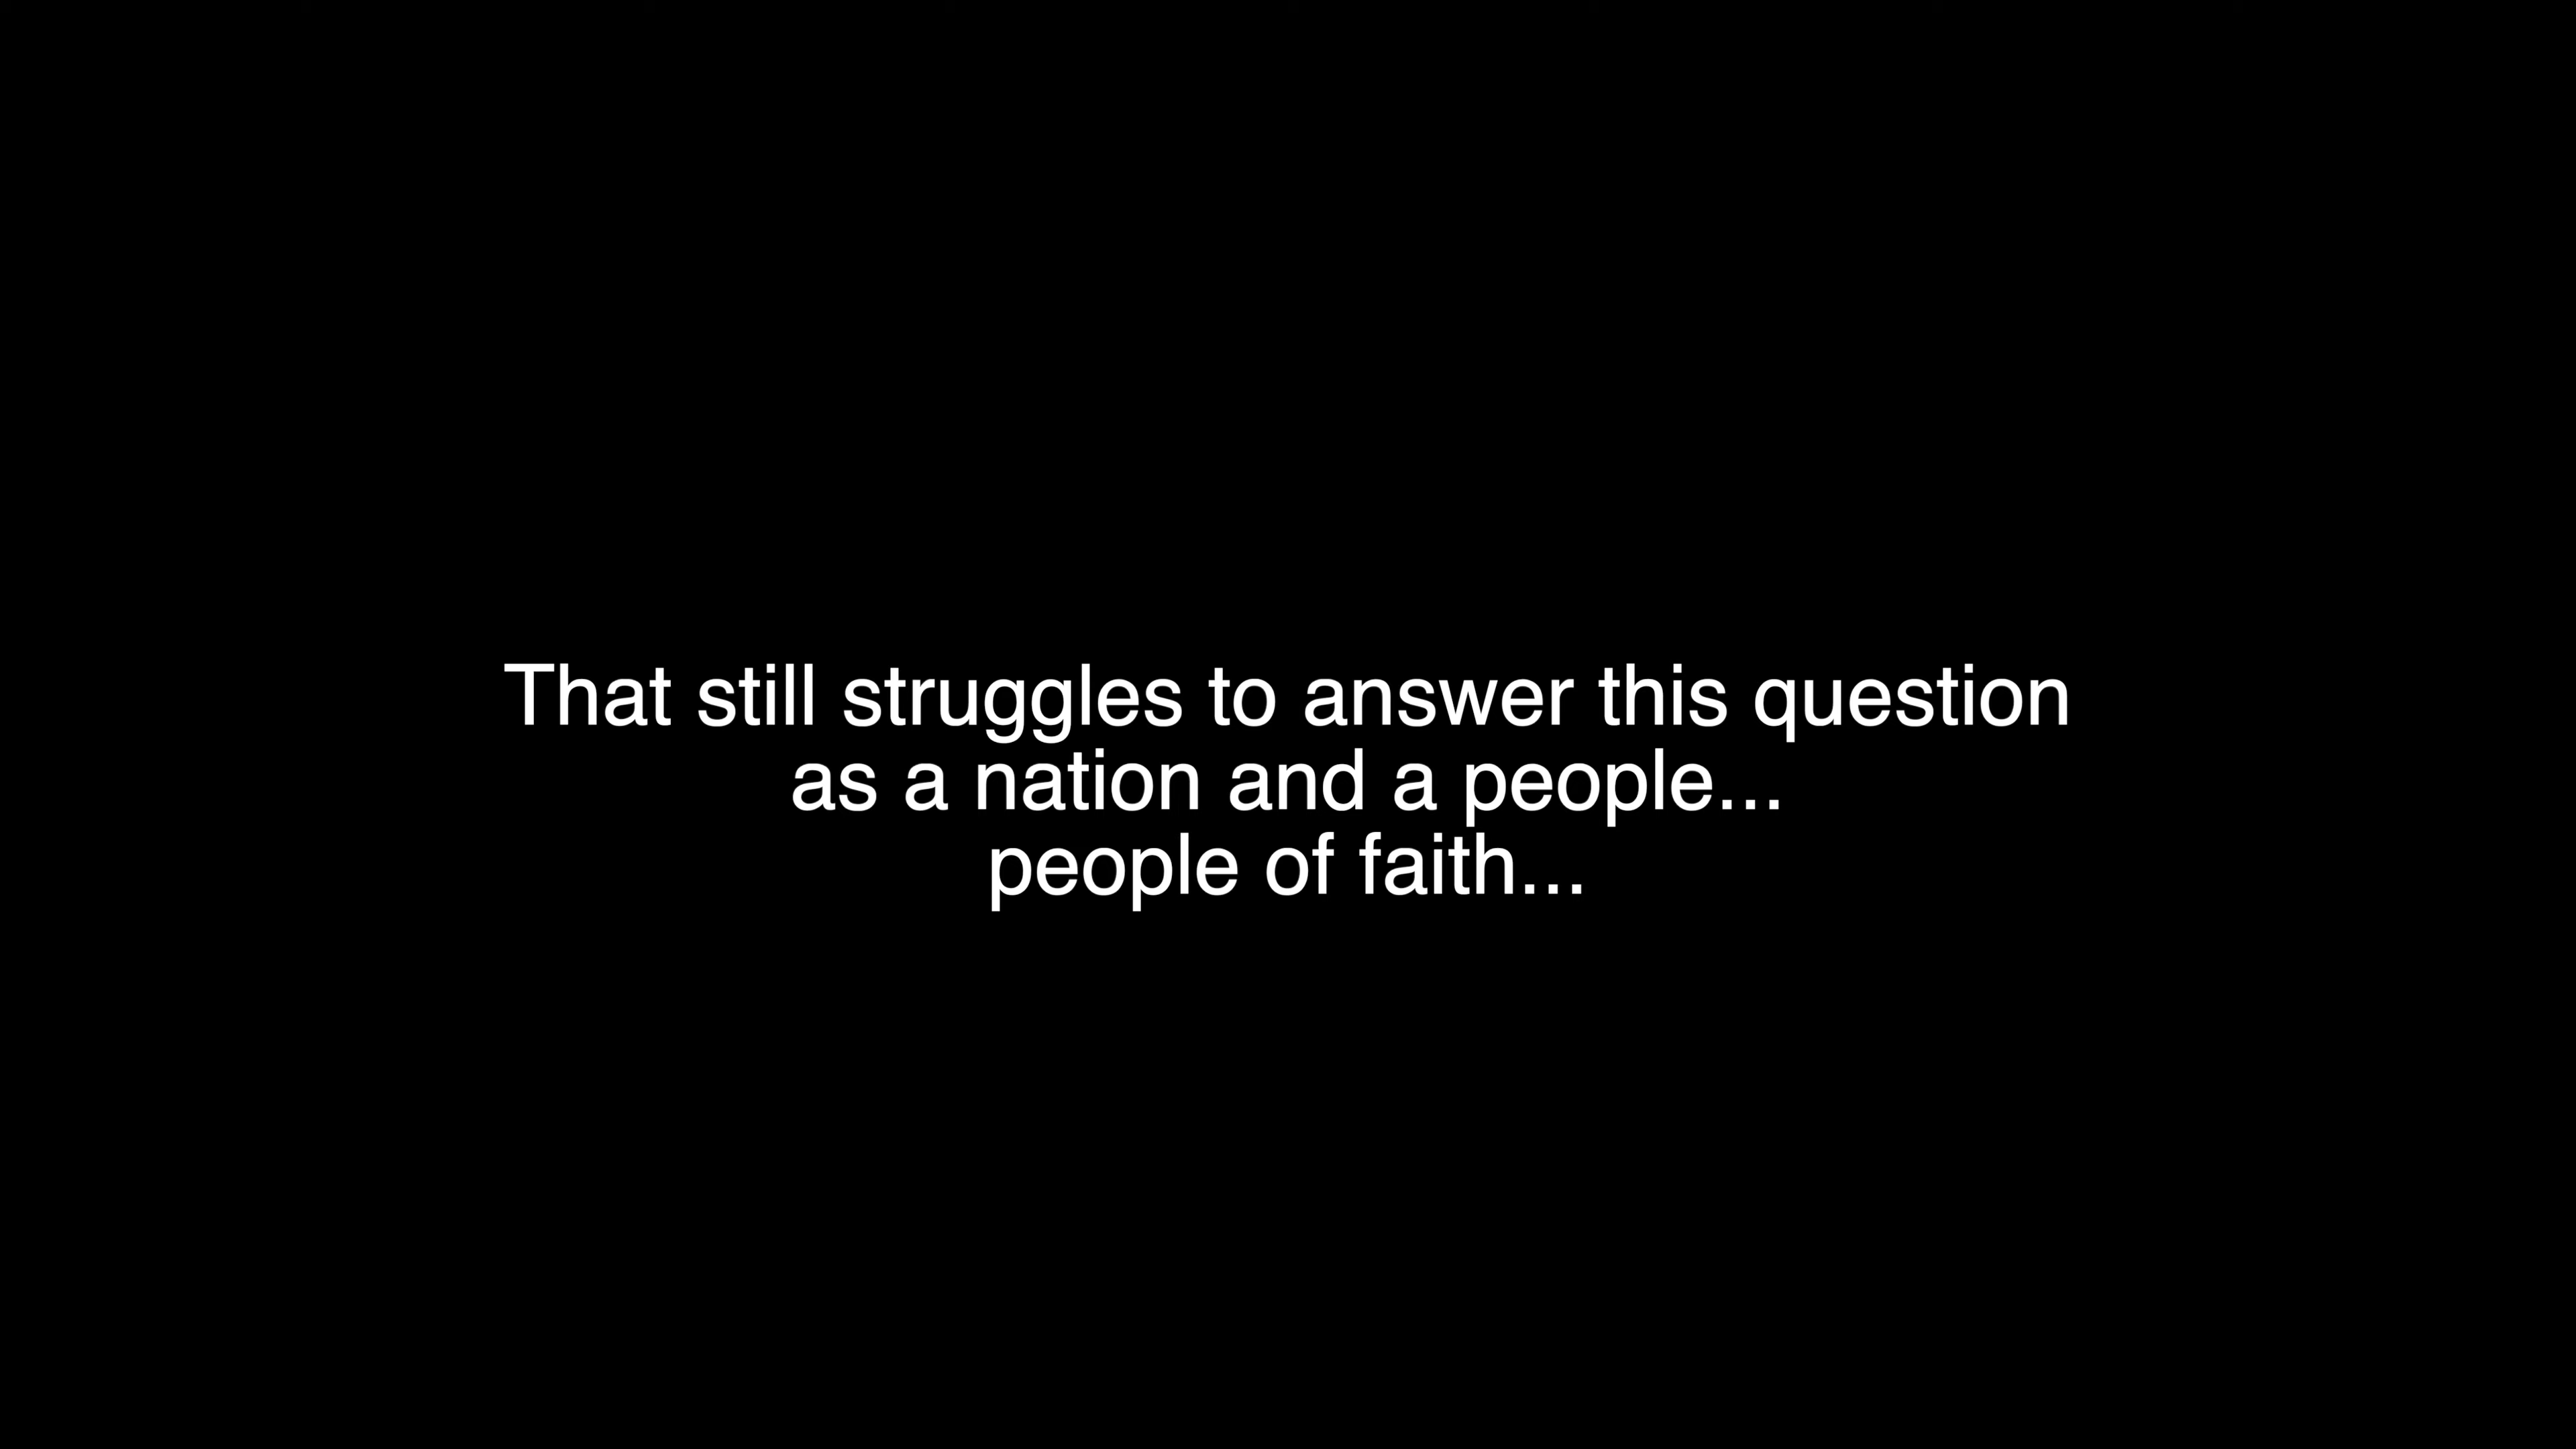 That still struggles to answer this question
as a nation and a people...
people of faith...